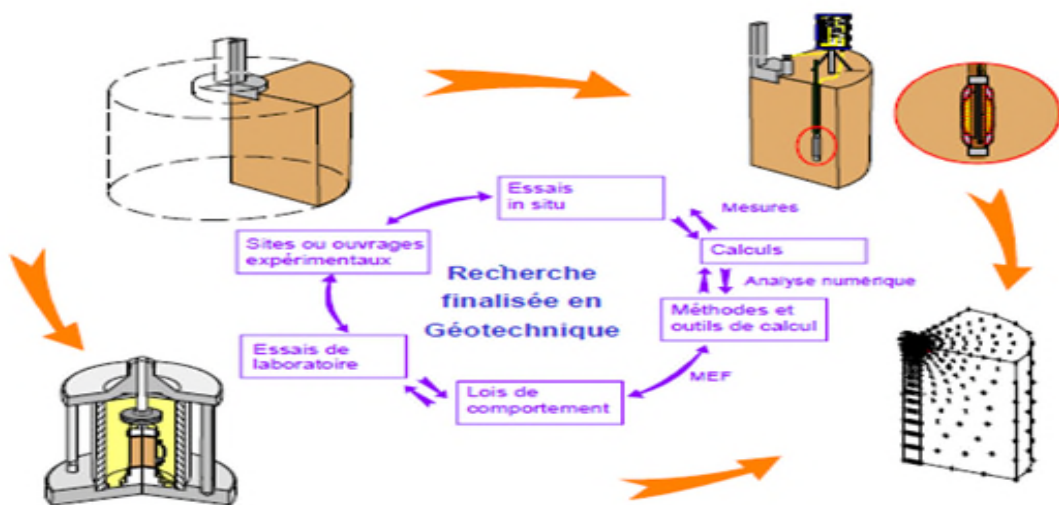 Essais
in situ
Mesures
Sites ou ouvrages
expérimentaux
Calculs
Recherche
finalisée en
Géotechnique
Analyse numérique
Méthodes et
outils de calcul
Essais de
laboratoire
MEF
Lois de
comportement